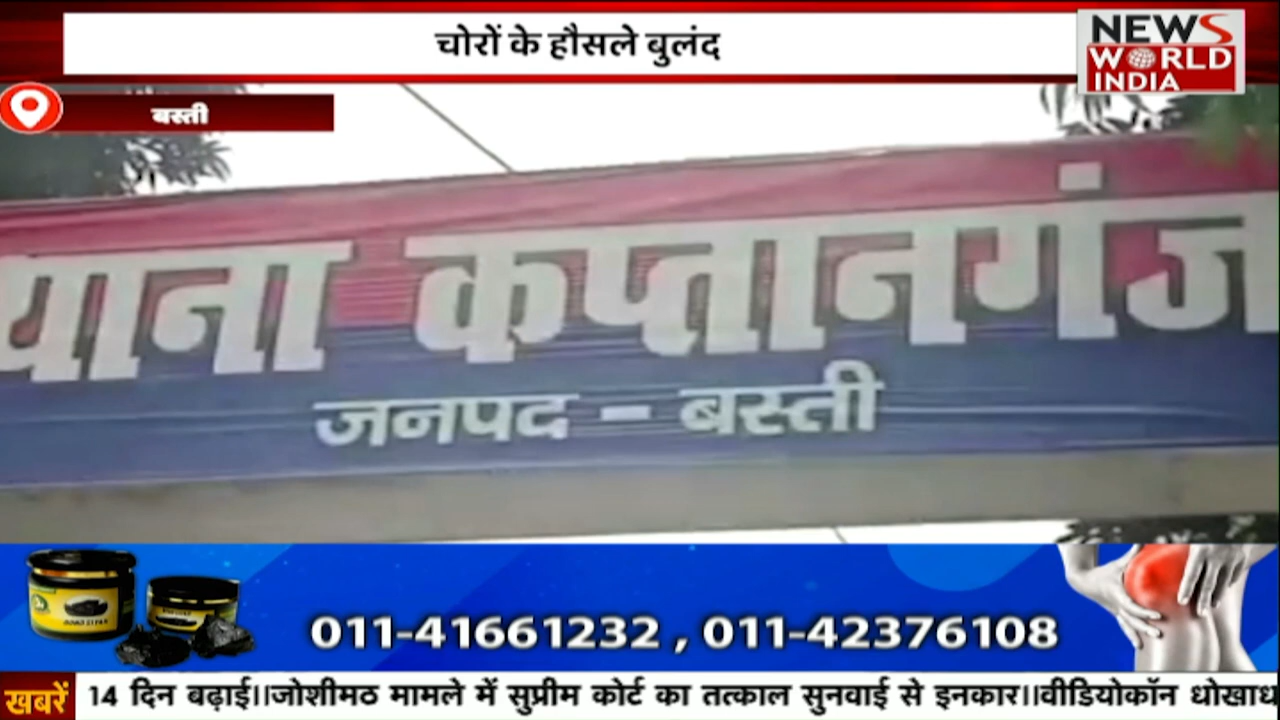 चोरों के हौसले बुलंद
NEWS
WORLD
INDIA
बस्ती
थाना कप्तानगंज
जनपद - बस्ती
011-41661232 , 011-42376108
खबरें 14 दिन बढ़ाई।।जोशीमठ मामले में सुप्रीम कोर्ट का तत्काल सुनवाई से इनकार।।वीडियोकॉन धोखाध